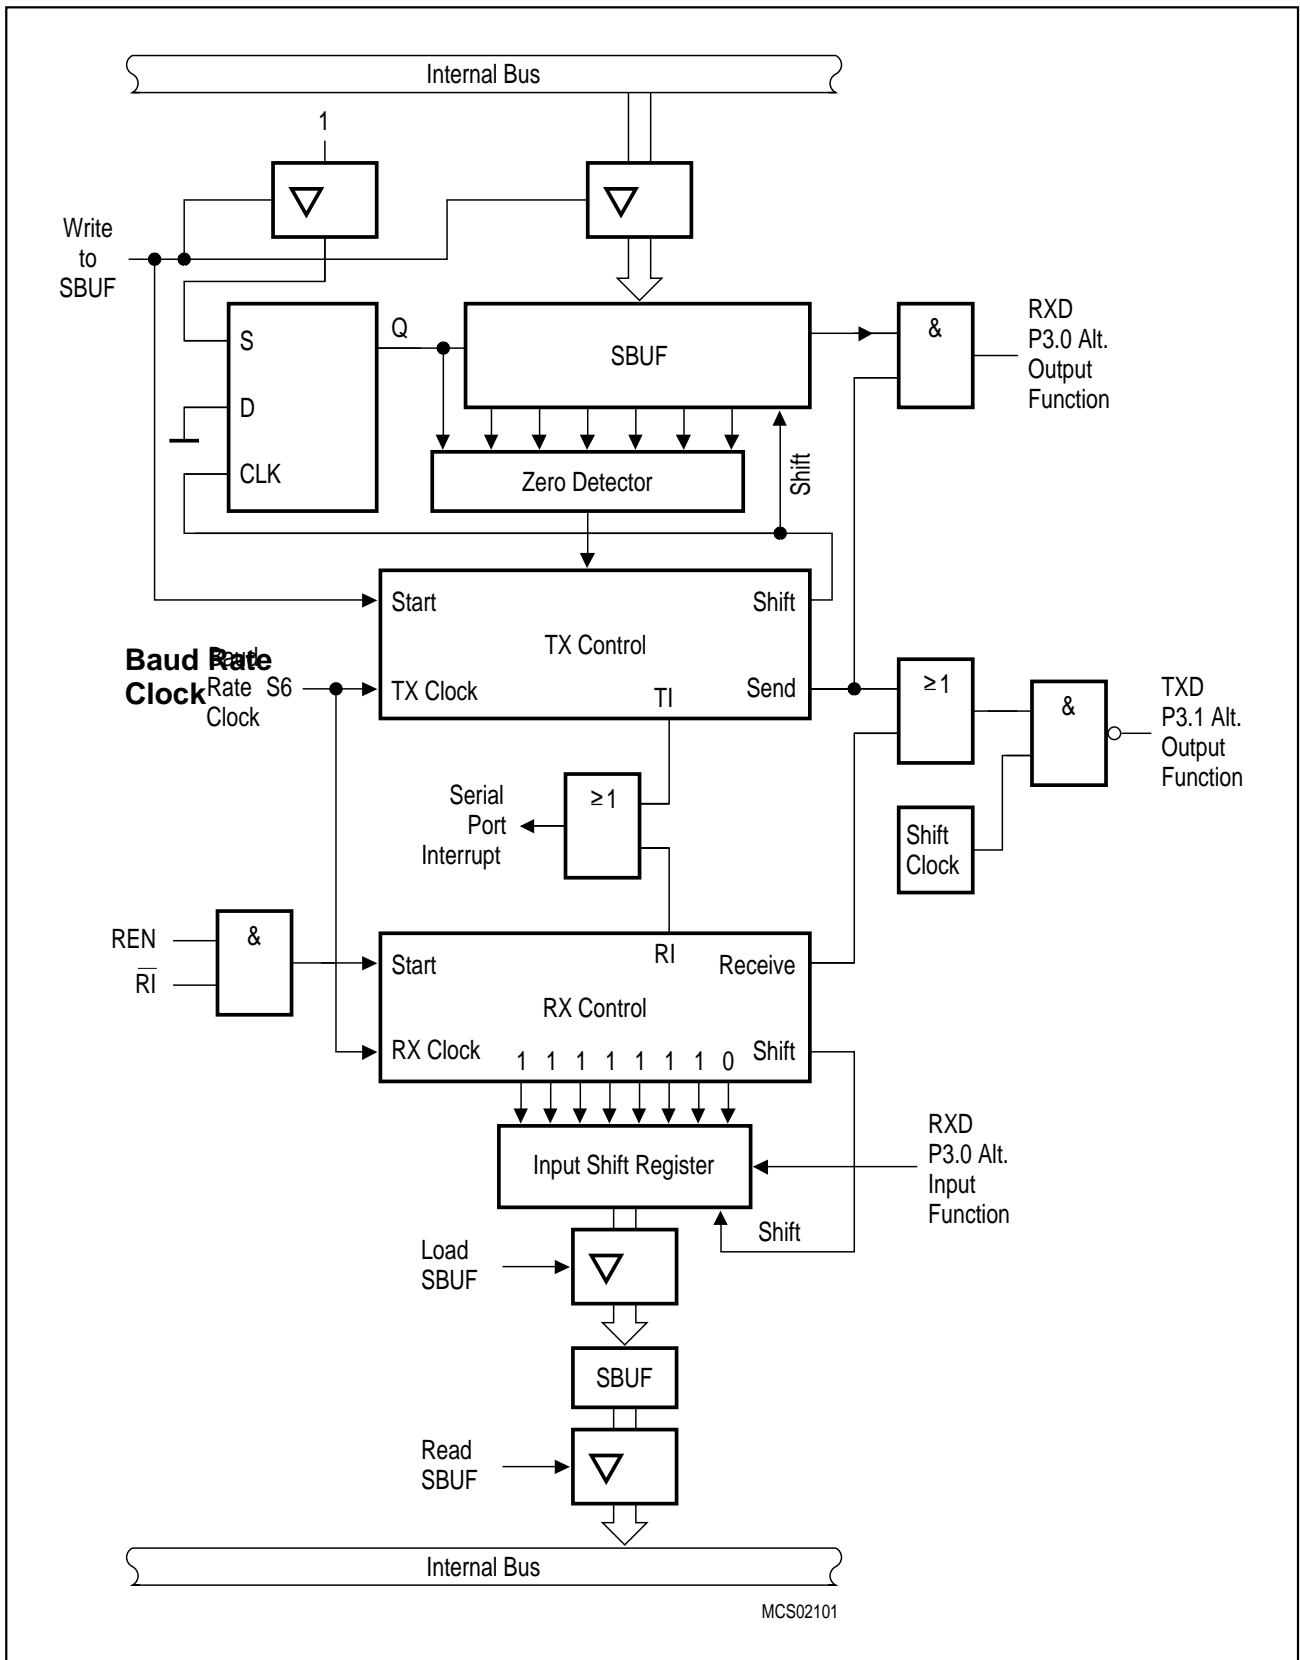 Internal Bus
1
Write
to
SBUF
S
D
CLK
Q
SBUF
&
RXD
P3.0 Alt.
Output
Function
Zero Detector
Shift
Start
Shift
TX Control
TX Clock
TI
Send
Baud Rate
Clock
Baud
Rate S6
Clock
≥1
&
TXD
P3.1 Alt.
Output
Function
Serial
Port
Interrupt
≥1
Shift
Clock
REN
R̅I̅
&
Start
RI
Receive
RX Control
RX Clock
1 1 1 1 1 1 1 0
Shift
Input Shift Register
RXD
P3.0 Alt.
Input
Function
Shift
Load
SBUF
SBUF
Read
SBUF
Internal Bus
MCS02101